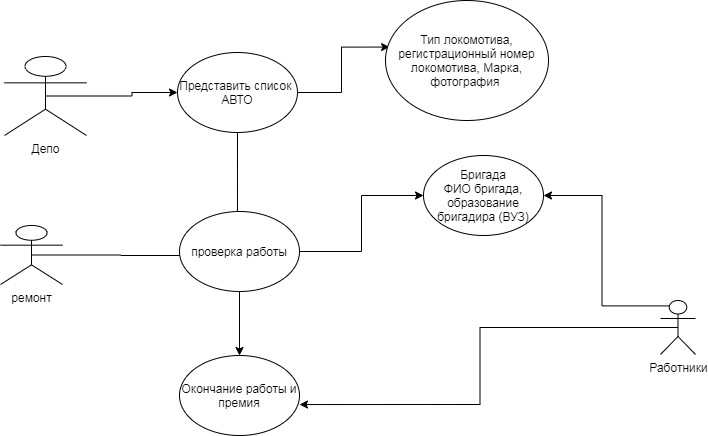 Тип локомотива,
регистрационный номер
локомотива, Марка,
фотография
Представить список
АВТО
Депо
Бригада
ФИО бригада,
образование
бригадира (ВУЗ)
проверка работы
ремонт
Работники
Окончание работы и
премия